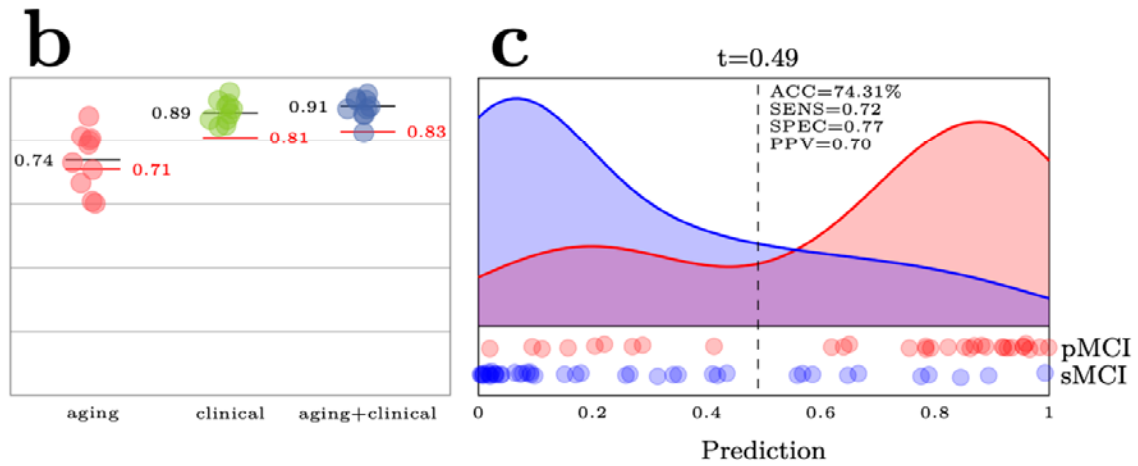 b
0.74
0.71
0.89
0.81
0.91
0.83
aging
clinical
aging+clinical
c
t=0.49
ACC=74.31%
SENS=0.72
SPEC=0.77
PPV=0.70
pMCI
sMCI
0
0.2
0.4
0.6
0.8
1
Prediction